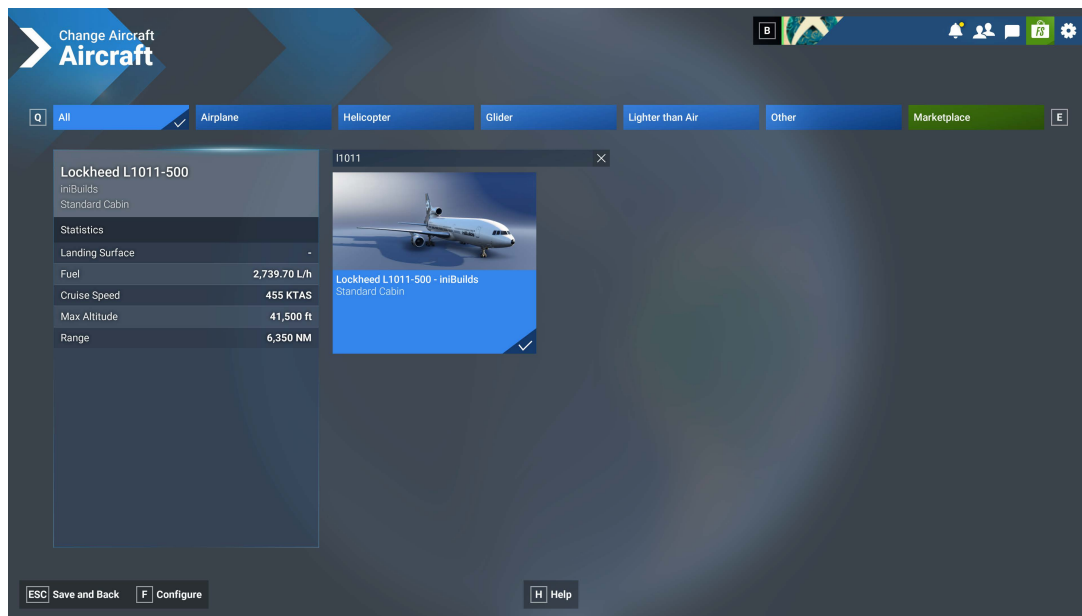 Change Aircraft
Aircraft
B
FS
Q
All
Airplane
Helicopter
Glider
Lighter than Air
Other
Marketplace
E
Lockheed L1011-500
iniBuilds
Standard Cabin
Statistics
Landing Surface -
Fuel 2,739.70 L/h
Cruise Speed 455 KTAS
Max Altitude 41,500 ft
Range 6,350 NM
l1011
Lockheed L1011-500 - iniBuilds
Standard Cabin
ESC Save and Back
F Configure
H Help